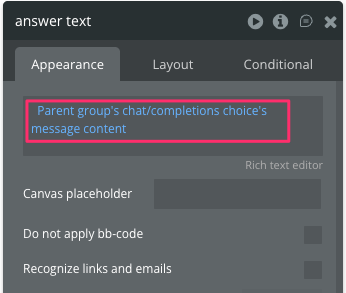 answer text
Appearance Layout Conditional
Parent group's chat/completions choice's
message content
Rich text editor
Canvas placeholder
Do not apply bb-code
Recognize links and emails